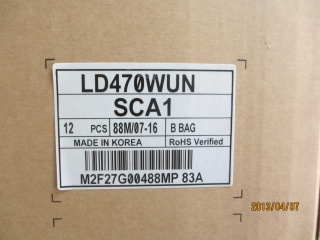 LD470WUN
SCA1
12 PCS 88M/07-16 B BAG
MADE IN KOREA RoHS Verified
M2F27G00488MP 83A
2013/04/07